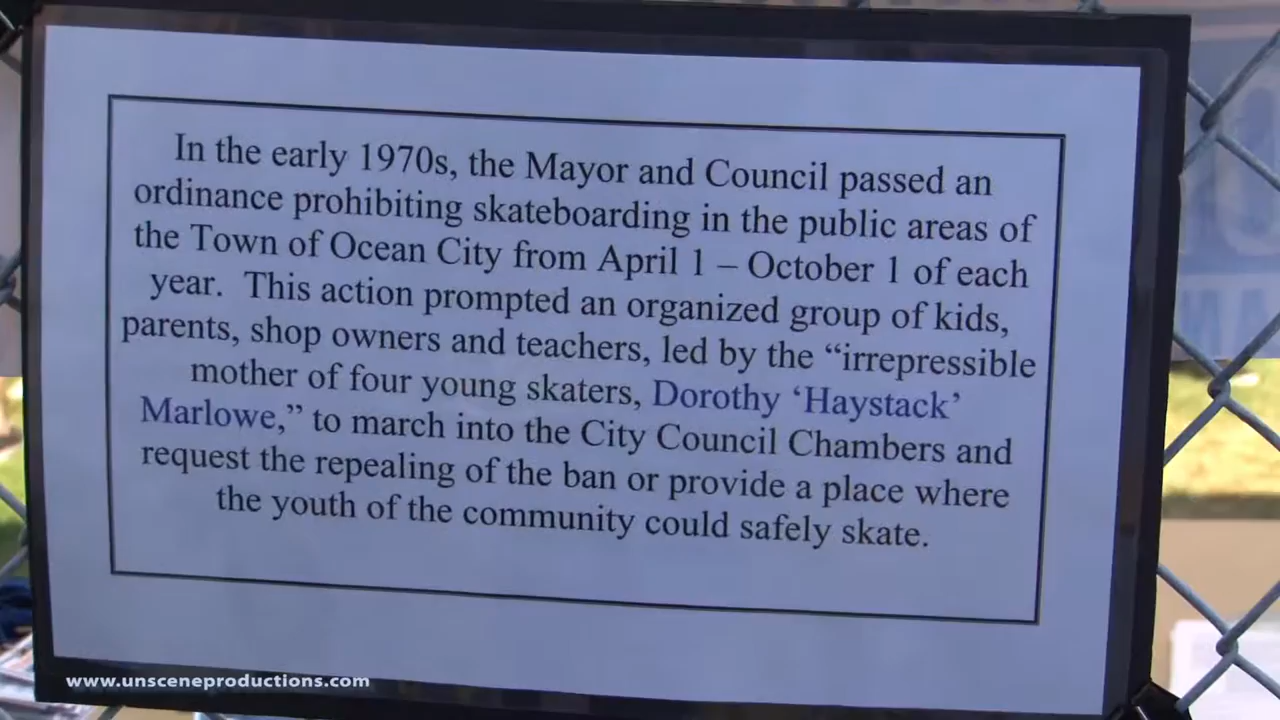 In the early 1970s, the Mayor and Council passed an
ordinance prohibiting skateboarding in the public areas of
the Town of Ocean City from April 1 – October 1 of each
year.  This action prompted an organized group of kids,
parents, shop owners and teachers, led by the “irrepressible
mother of four young skaters, Dorothy ‘Haystack’
Marlowe,” to march into the City Council Chambers and
request the repealing of the ban or provide a place where
the youth of the community could safely skate.
www.unsceneproductions.com